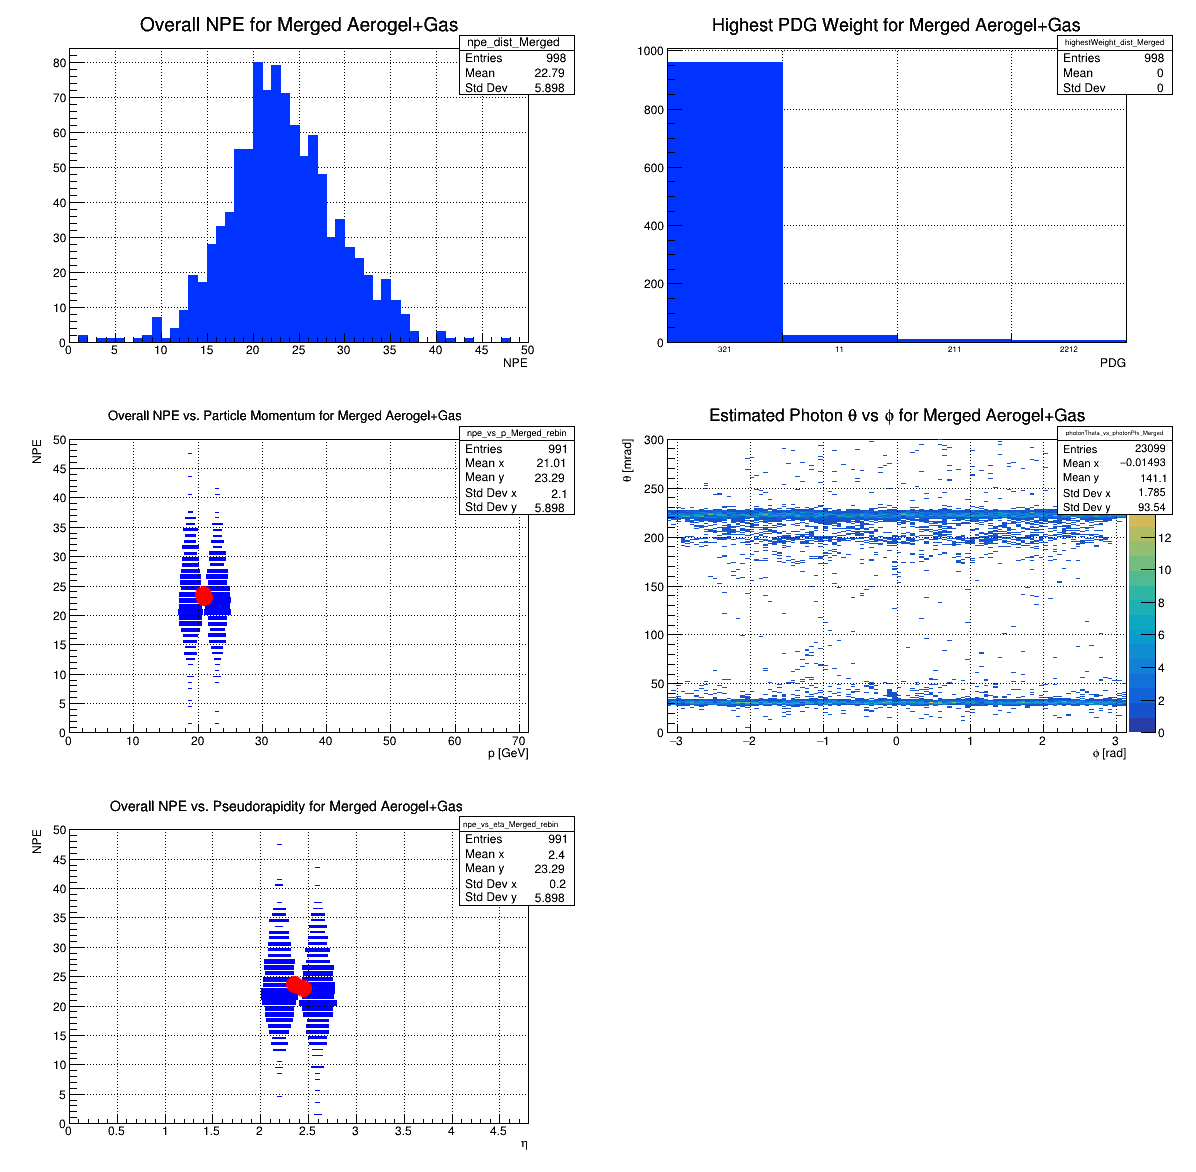 Overall NPE for Merged Aerogel+Gas
npe_dist_Merged
Entries 998
Mean 22.79
Std Dev 5.898
80
70
60
50
40
30
20
10
0
0 5 10 15 20 25 30 35 40 45 50
NPE
Highest PDG Weight for Merged Aerogel+Gas
highestWeight_dist_Merged
Entries 998
Mean 0
Std Dev 0
1000
800
600
400
200
0
321 11 211 2212
PDG
Overall NPE vs. Particle Momentum for Merged Aerogel+Gas
npe_vs_p_Merged_rebin
Entries 991
Mean x 21.01
Mean y 23.29
Std Dev x 2.1
Std Dev y 5.898
NPE
50
45
40
35
30
25
20
15
10
5
0
0 10 20 30 40 50 60 70
p [GeV]
Estimated Photon θ vs ϕ for Merged Aerogel+Gas
photonTheta_vs_photonPhi_Merged
Entries 23099
Mean x −0.01493
Mean y 141.1
Std Dev x 1.785
Std Dev y 93.54
θ [mrad]
300
250
200
150
100
50
0
−3 −2 −1 0 1 2 3
ϕ [rad]
12
10
8
6
4
2
0
Overall NPE vs. Pseudorapidity for Merged Aerogel+Gas
npe_vs_eta_Merged_rebin
Entries 991
Mean x 2.4
Mean y 23.29
Std Dev x 0.2
Std Dev y 5.898
NPE
50
45
40
35
30
25
20
15
10
5
0
0 0.5 1 1.5 2 2.5 3 3.5 4 4.5
η